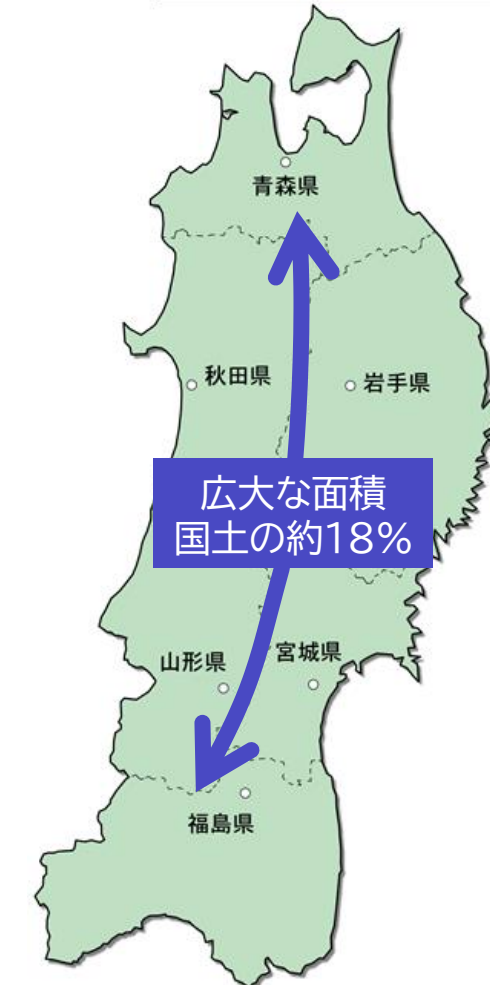 青森県
秋田県
岩手県
広大な面積
国土の約18%
山形県
宮城県
福島県